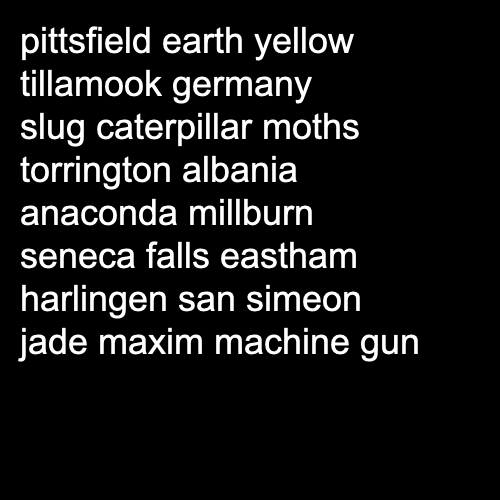 pittsfield earth yellow
tillamook germany
slug caterpillar moths
torrington albania
anaconda millburn
seneca falls eastham
harlingen san simeon
jade maxim machine gun